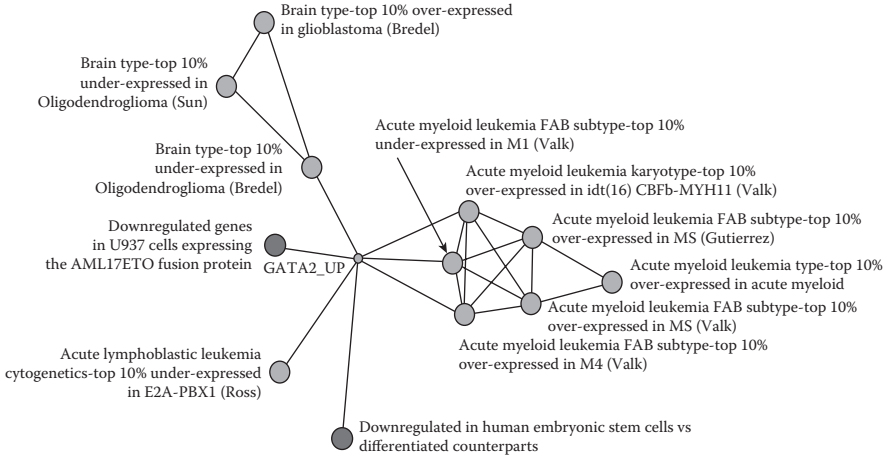 Brain type-top 10% over-expressed
in glioblastoma (Bredel)
Brain type-top 10%
under-expressed in
Oligodendroglioma (Sun)
Acute myeloid leukemia FAB subtype-top 10%
under-expressed in M1 (Valk)
Brain type-top 10%
under-expressed in
Oligodendroglioma (Bredel)
Acute myeloid leukemia karyotype-top 10%
over-expressed in idt(16) CBFb-MYH11 (Valk)
Downregulated genes
in U937 cells expressing
the AML17ETO fusion protein
GATA2_UP
Acute myeloid leukemia FAB subtype-top 10%
over-expressed in MS (Gutierrez)
Acute myeloid leukemia type-top 10%
over-expressed in acute myeloid
Acute myeloid leukemia FAB subtype-top 10%
over-expressed in MS (Valk)
Acute myeloid leukemia FAB subtype-top 10%
over-expressed in M4 (Valk)
Acute lymphoblastic leukemia
cytogenetics-top 10% under-expressed
in E2A-PBX1 (Ross)
Downregulated in human embryonic stem cells vs
differentiated counterparts